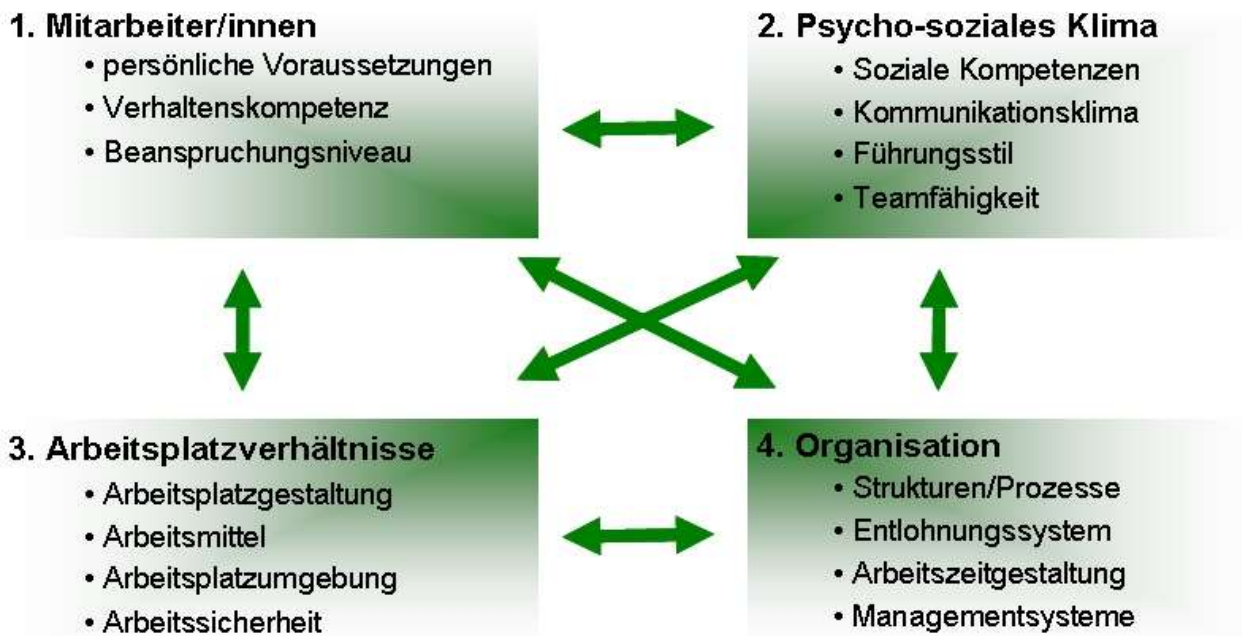 1. Mitarbeiter/innen
• persönliche Voraussetzungen
• Verhaltenskompetenz
• Beanspruchungsniveau
2. Psycho-soziales Klima
• Soziale Kompetenzen
• Kommunikationsklima
• Führungsstil
• Teamfähigkeit
3. Arbeitsplatzverhältnisse
• Arbeitsplatzgestaltung
• Arbeitsmittel
• Arbeitsplatzumgebung
• Arbeitssicherheit
4. Organisation
• Strukturen/Prozesse
• Entlohnungssystem
• Arbeitszeitgestaltung
• Managementsysteme